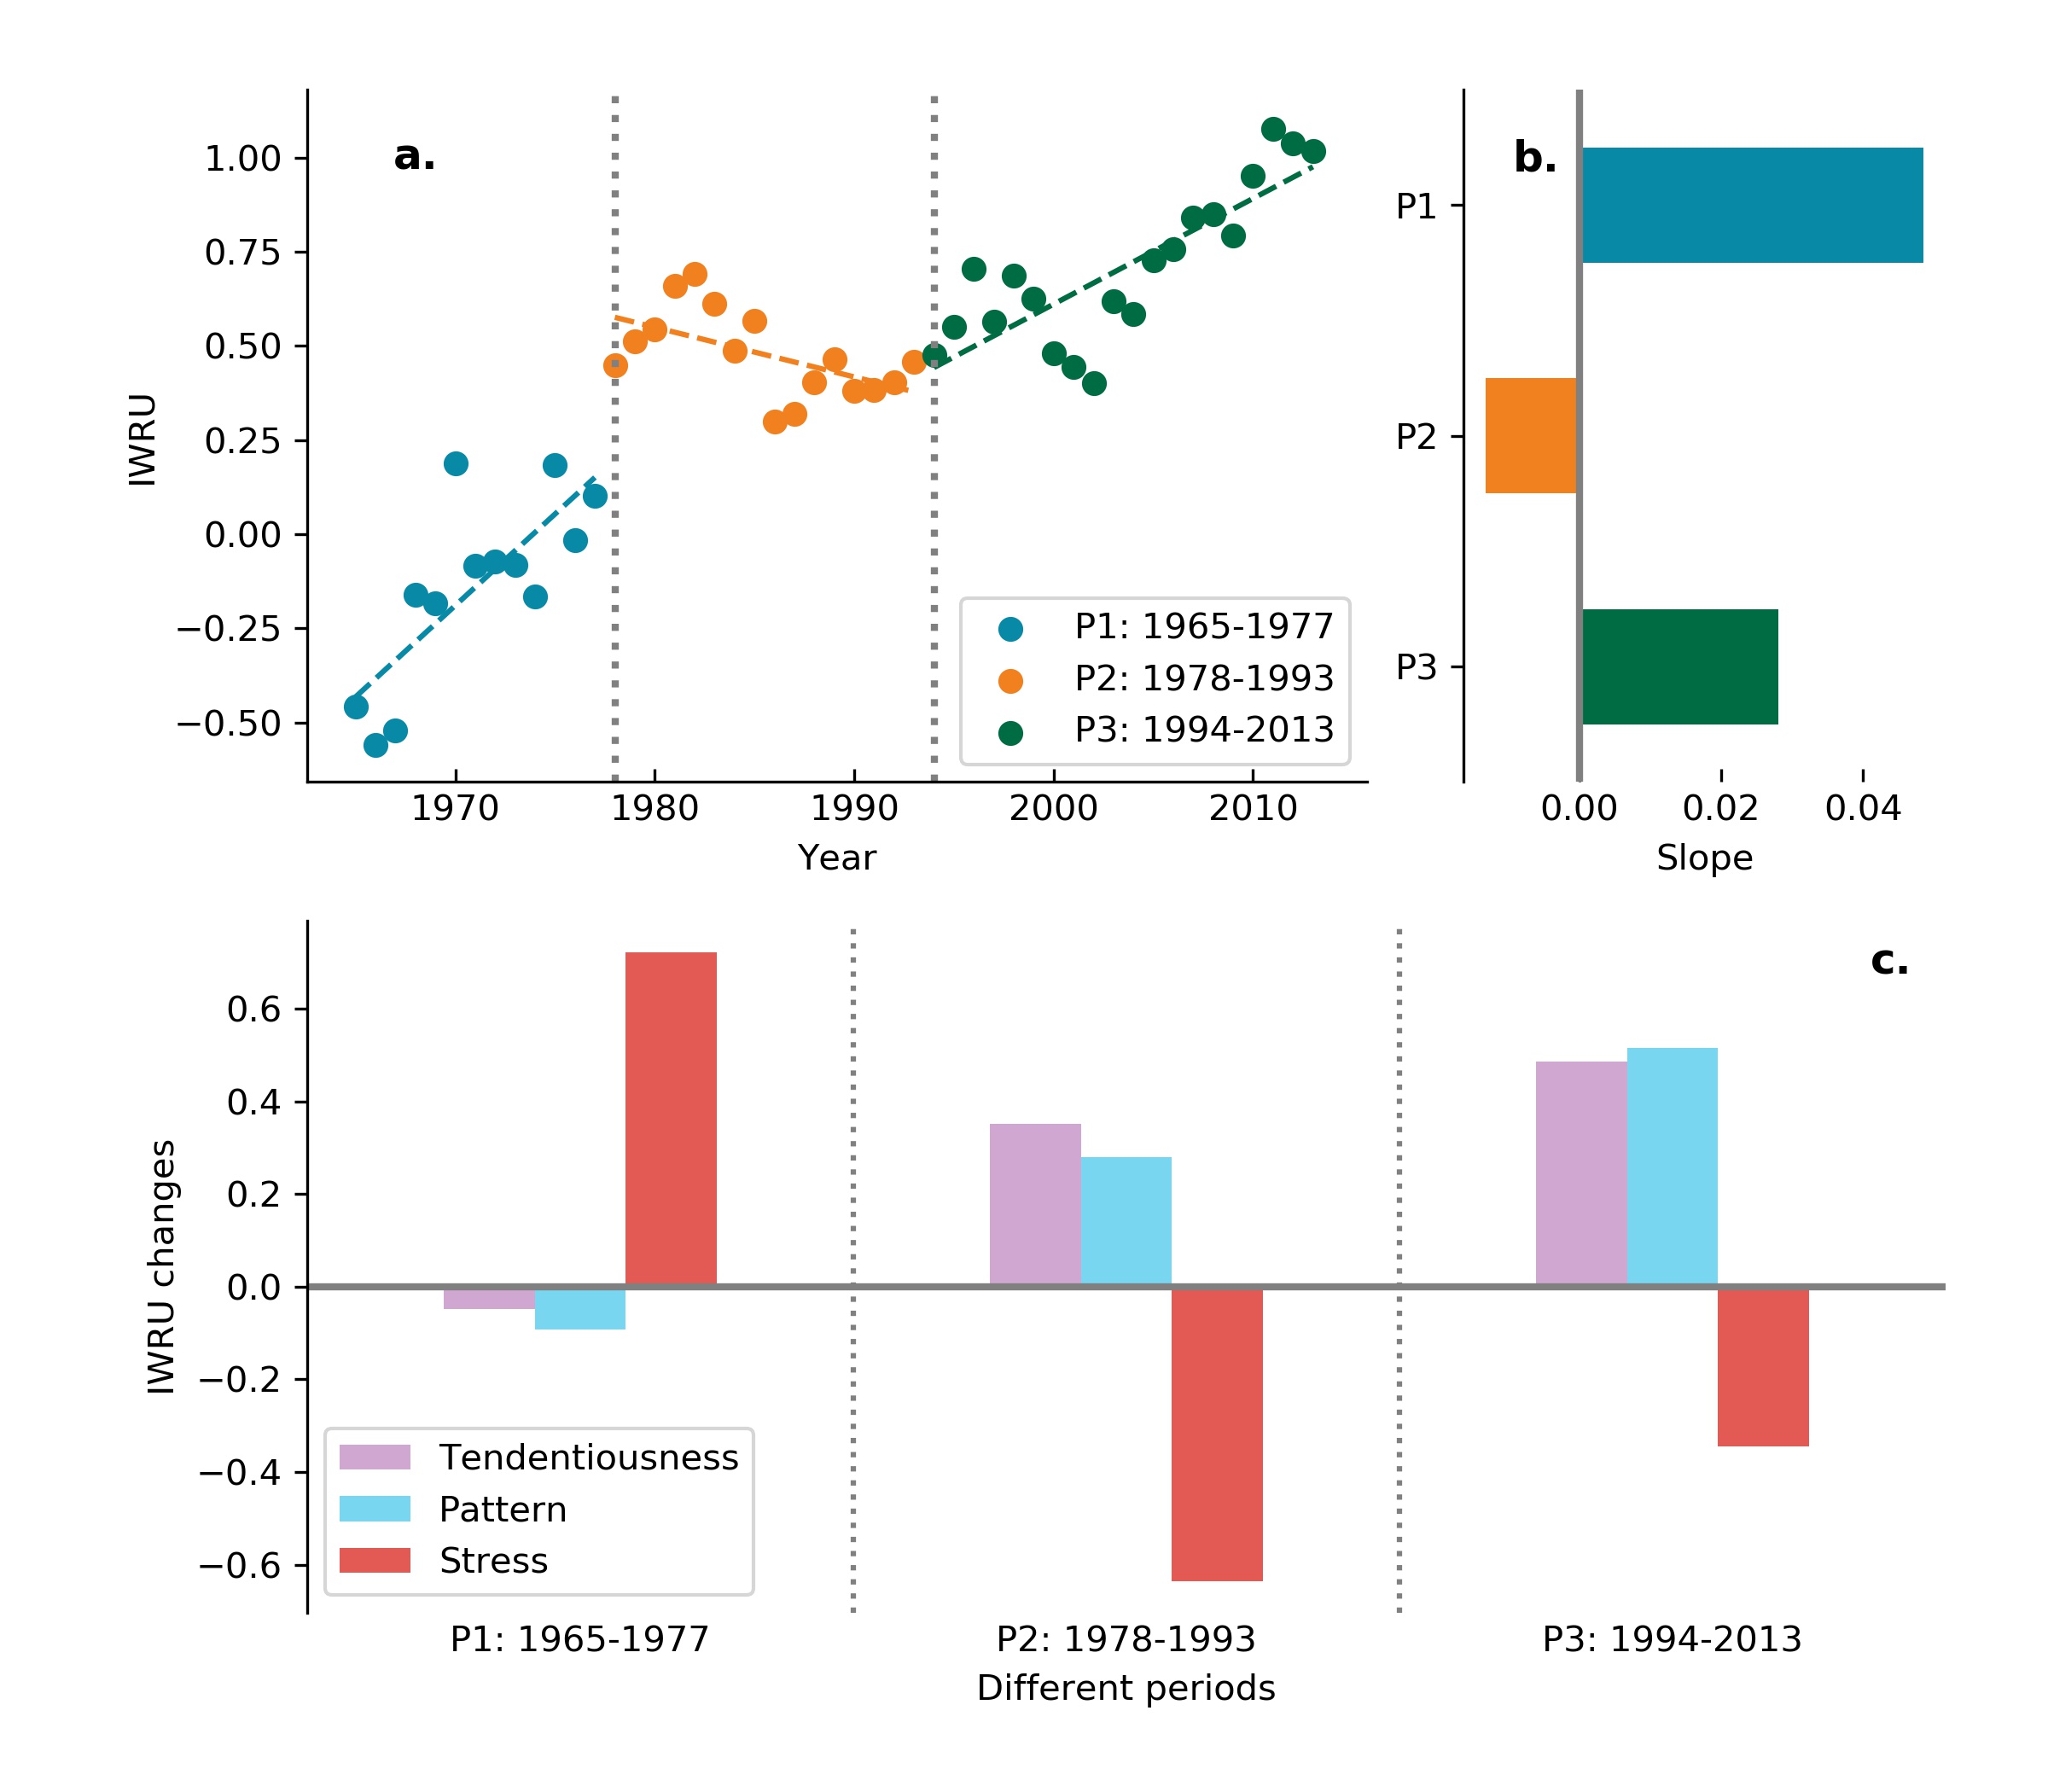 a.
1.00
0.75
0.50
0.25
0.00
−0.25
−0.50
IWRU
1970 1980 1990 2000 2010
Year
P1: 1965-1977
P2: 1978-1993
P3: 1994-2013
b.
P1
P2
P3
0.00 0.02 0.04
Slope
c.
0.6
0.4
0.2
0.0
−0.2
−0.4
−0.6
IWRU changes
Tendentiousness
Pattern
Stress
P1: 1965-1977 P2: 1978-1993 P3: 1994-2013
Different periods